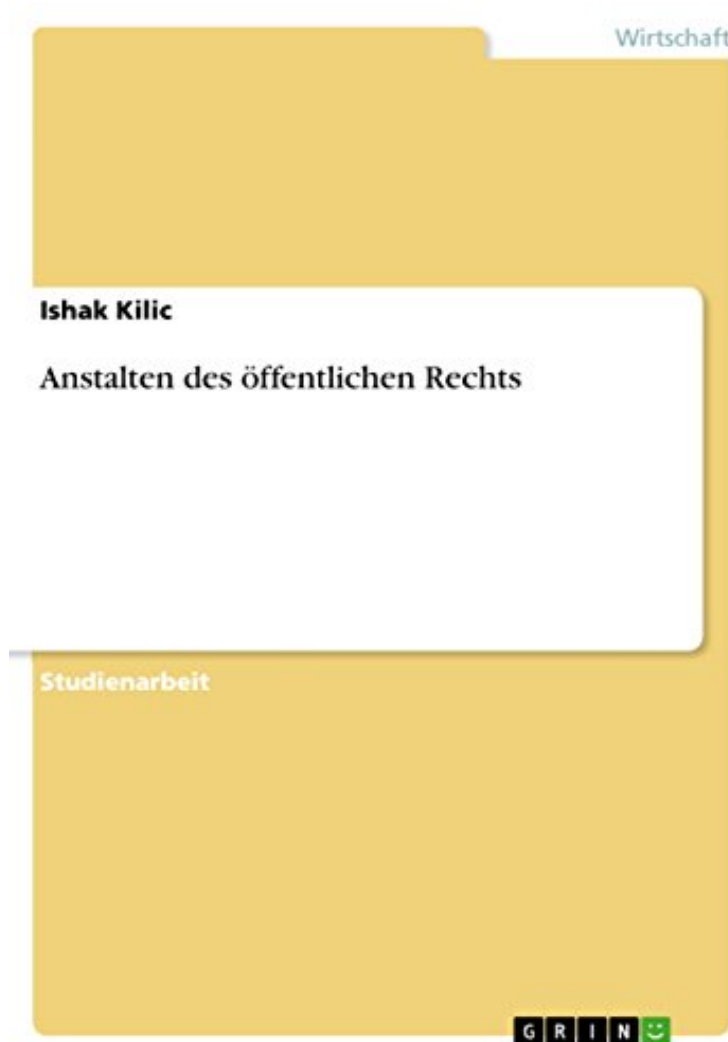 Wirtschaft
Ishak Kilic
Anstalten des öffentlichen Rechts
Studienarbeit
GRIN